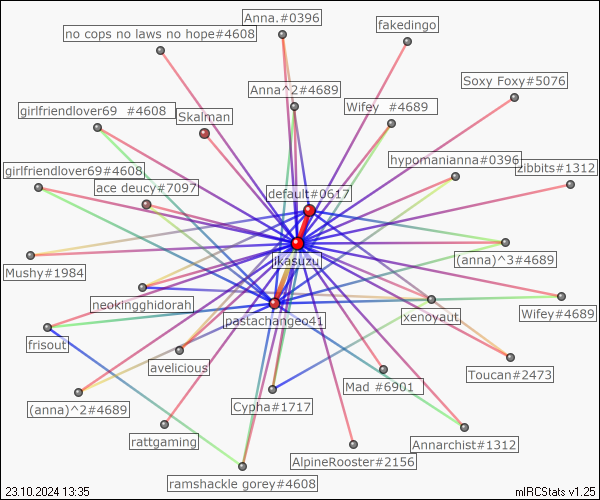 Anna.#0396
fakedingo
no cops no laws no hope#4608
Soxy Foxy#5076
Anna^2#4689
Wifey #4689
girlfriendlover69 #4608
Skalman
hypomanianna#0396
zibbits#1312
girlfriendlover69#4608
ace deucy#7097
default#0617
(anna)^3#4689
jikasuzu
Mushy#1984
neokingghidorah
Wifey#4689
xenoyaut
pastachangeo41
frisout
avelicious
Toucan#2473
Mad #6901
(anna)^2#4689
Cypha#1717
rattgaming
Annarchist#1312
AlpineRooster#2156
ramshackle gorey#4608
23.10.2024 13:35
mIRCStats v1.25